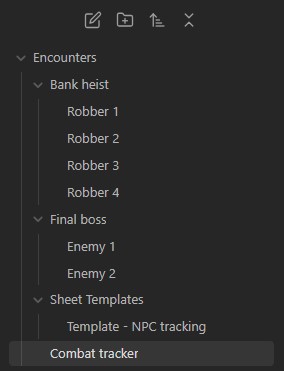 Encounters
Bank heist
Robber 1
Robber 2
Robber 3
Robber 4
Final boss
Enemy 1
Enemy 2
Sheet Templates
Template - NPC tracking
Combat tracker